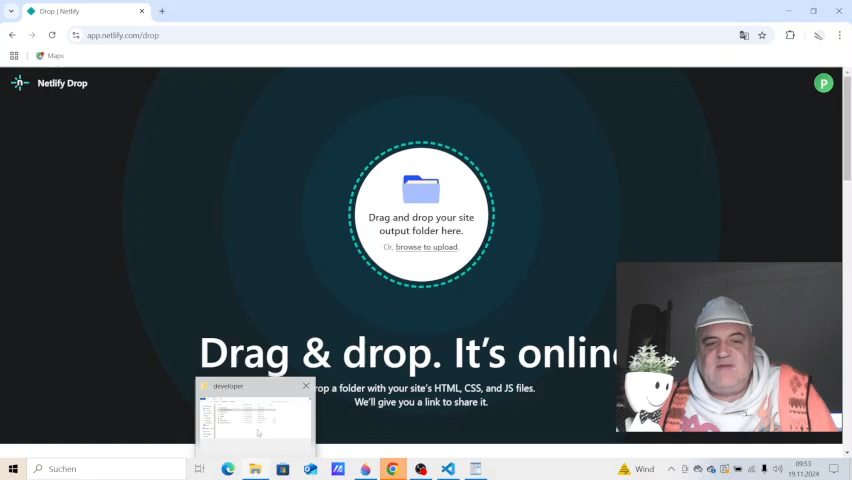 Drop | Netlify
app.netlify.com/drop
Maps
Netlify Drop
P
Drag and drop your site
output folder here.
Or, browse to upload.
Drag & drop. It's online
drop a folder with your site's HTML, CSS, and JS files.
We'll give you a link to share it.
developer
Suchen
Wind
09:53
19.11.2024